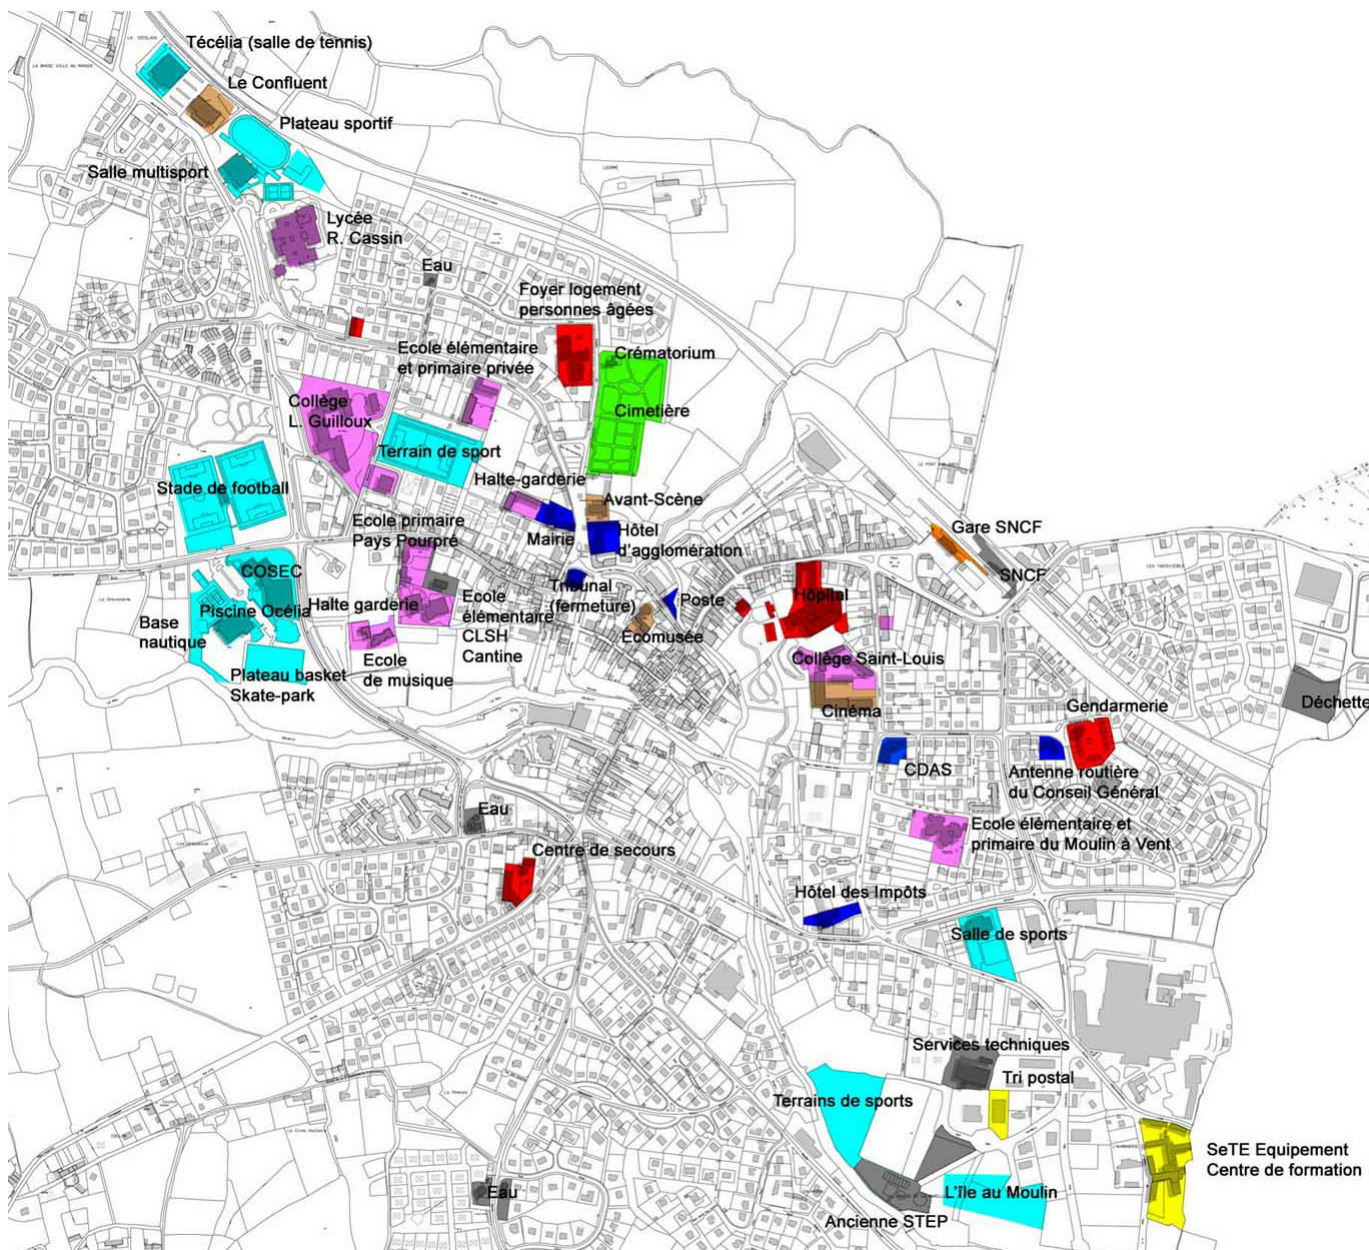 Técélia (salle de tennis)
Le Confluent
Plateau sportif
Salle multisport
Lycée
R. Cassin
Eau
Foyer logement
personnes âgées
Ecole élémentaire
et primaire privée
Crématorium
Collège
L. Guilloux
Cimetière
Terrain de sport
Stade de football
Halte-garderie
Avant-Scène
Ecole primaire
Pays Pourpré
Mairie
Hôtel
d'agglomération
Gare SNCF
SNCF
COSEC
Tribunal
(fermeture)
Poste
Hôpital
Piscine Océlia
Halte garderie
Ecole
élémentaire
CLSH
Cantine
Base
nautique
Ecomusée
Collège Saint-Louis
Ecole
de musique
Plateau basket
Skate-park
Cinéma
Gendarmerie
Déchette
CDAS
Antenne routière
du Conseil Général
Eau
Ecole élémentaire et
primaire du Moulin à Vent
Centre de secours
Hôtel des Impôts
Salle de sports
Services techniques
Tri postal
Terrains de sports
SeTE Equipement
Centre de formation
Eau
L'île au Moulin
Ancienne STEP